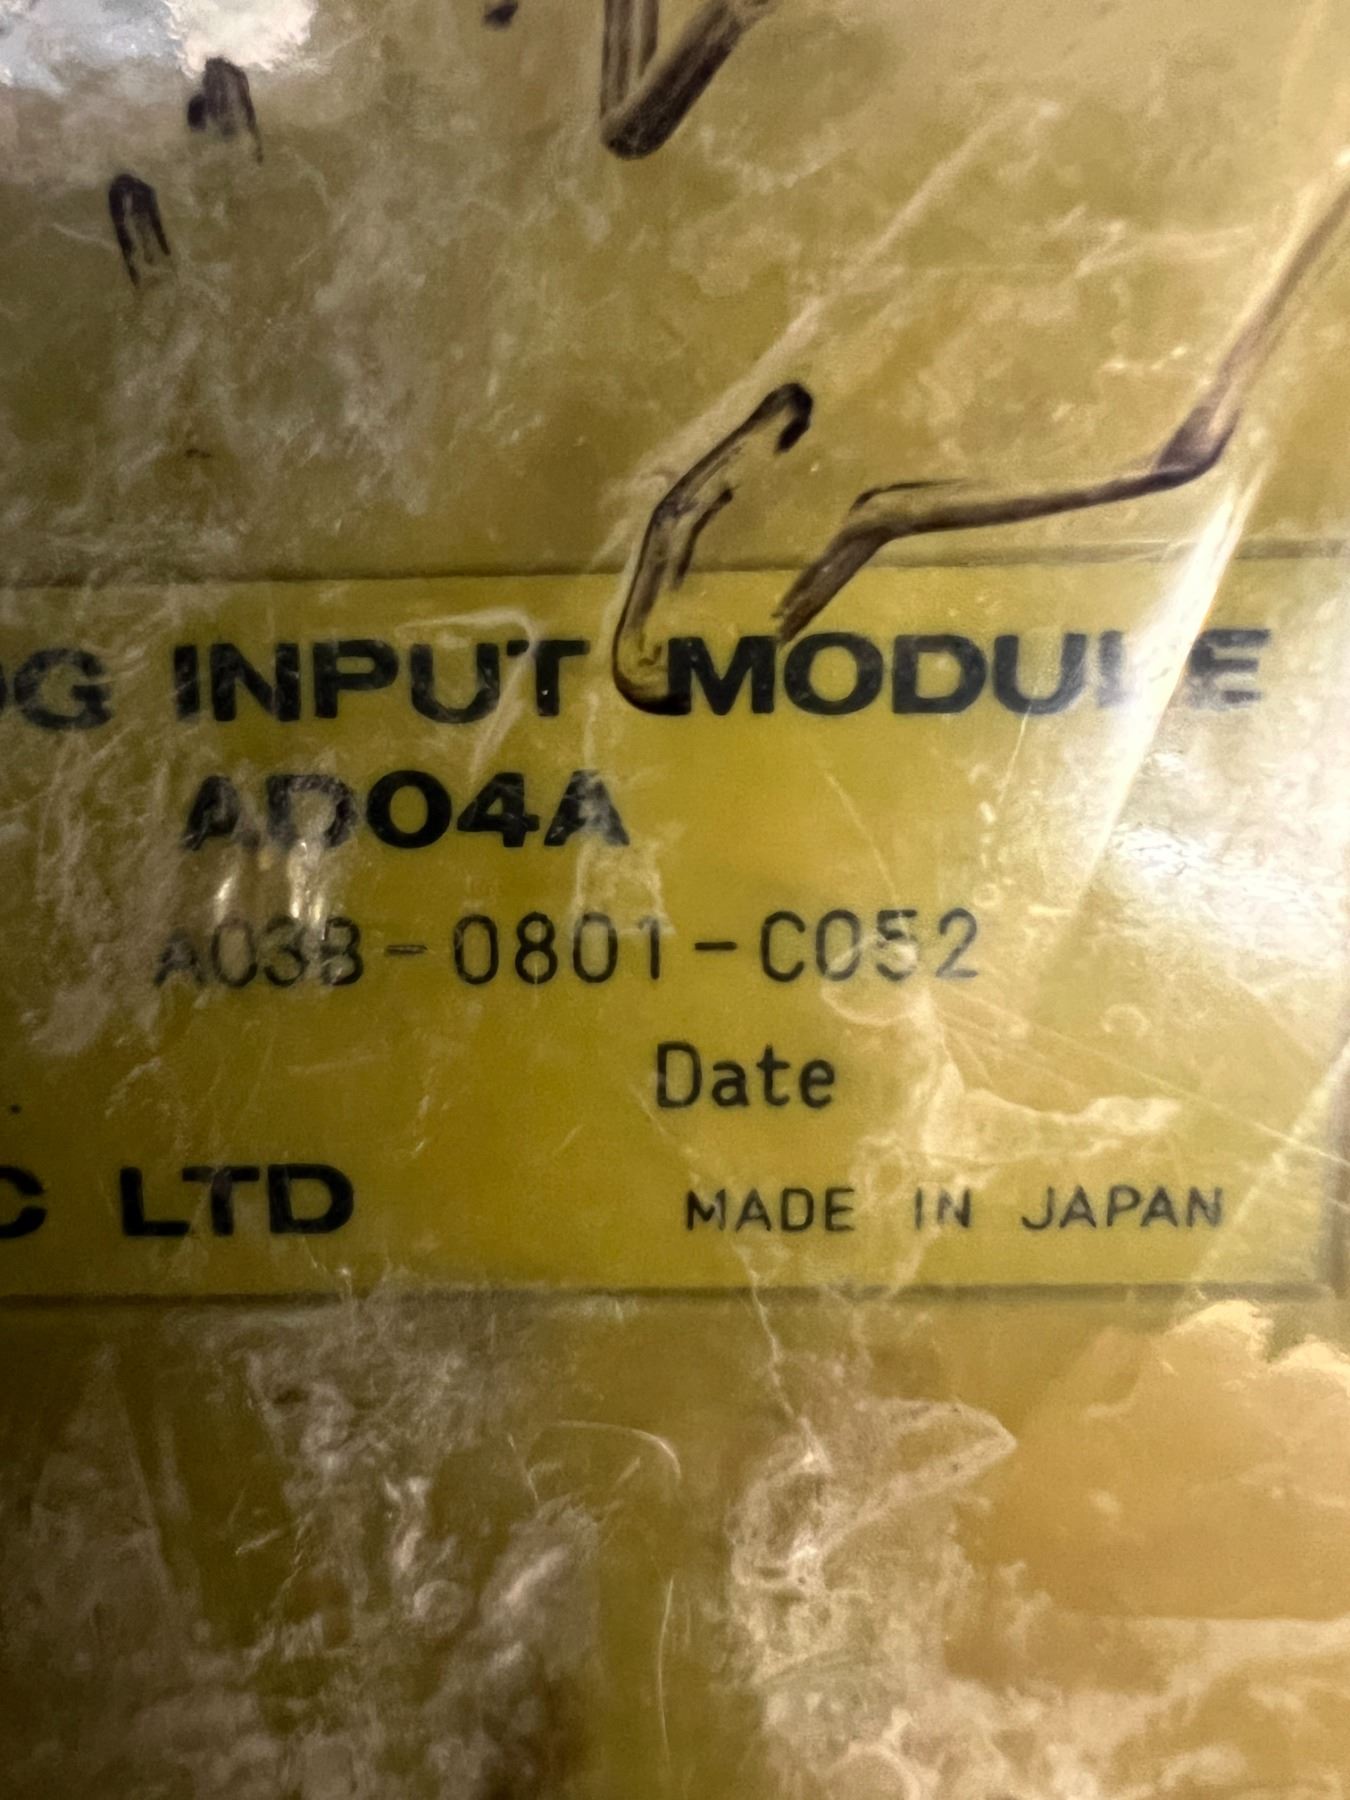 OG INPUT MODULE
AD04A
A03B-0801-C052
Date
C LTD
MADE IN JAPAN